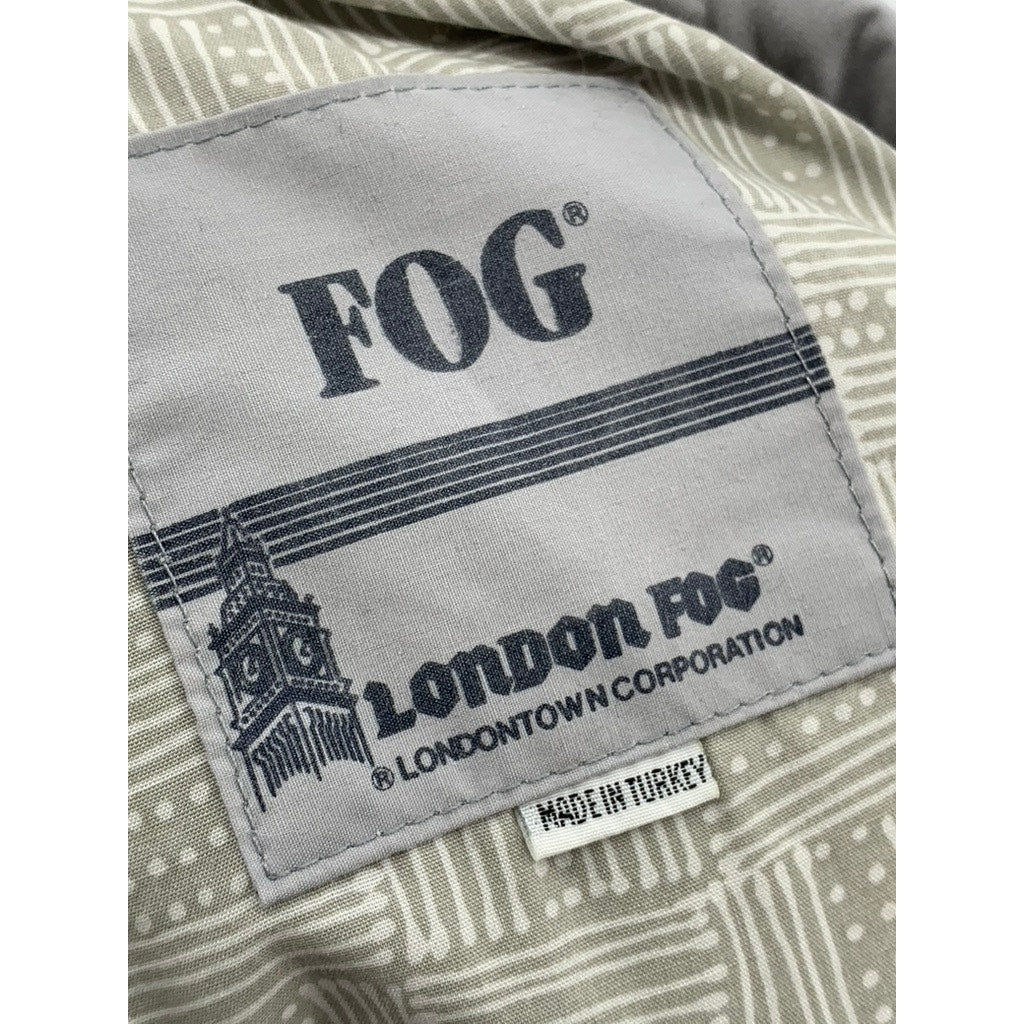 FOG®
LONDON FOG®
® LONDONTOWN CORPORATION
MADE IN TURKEY